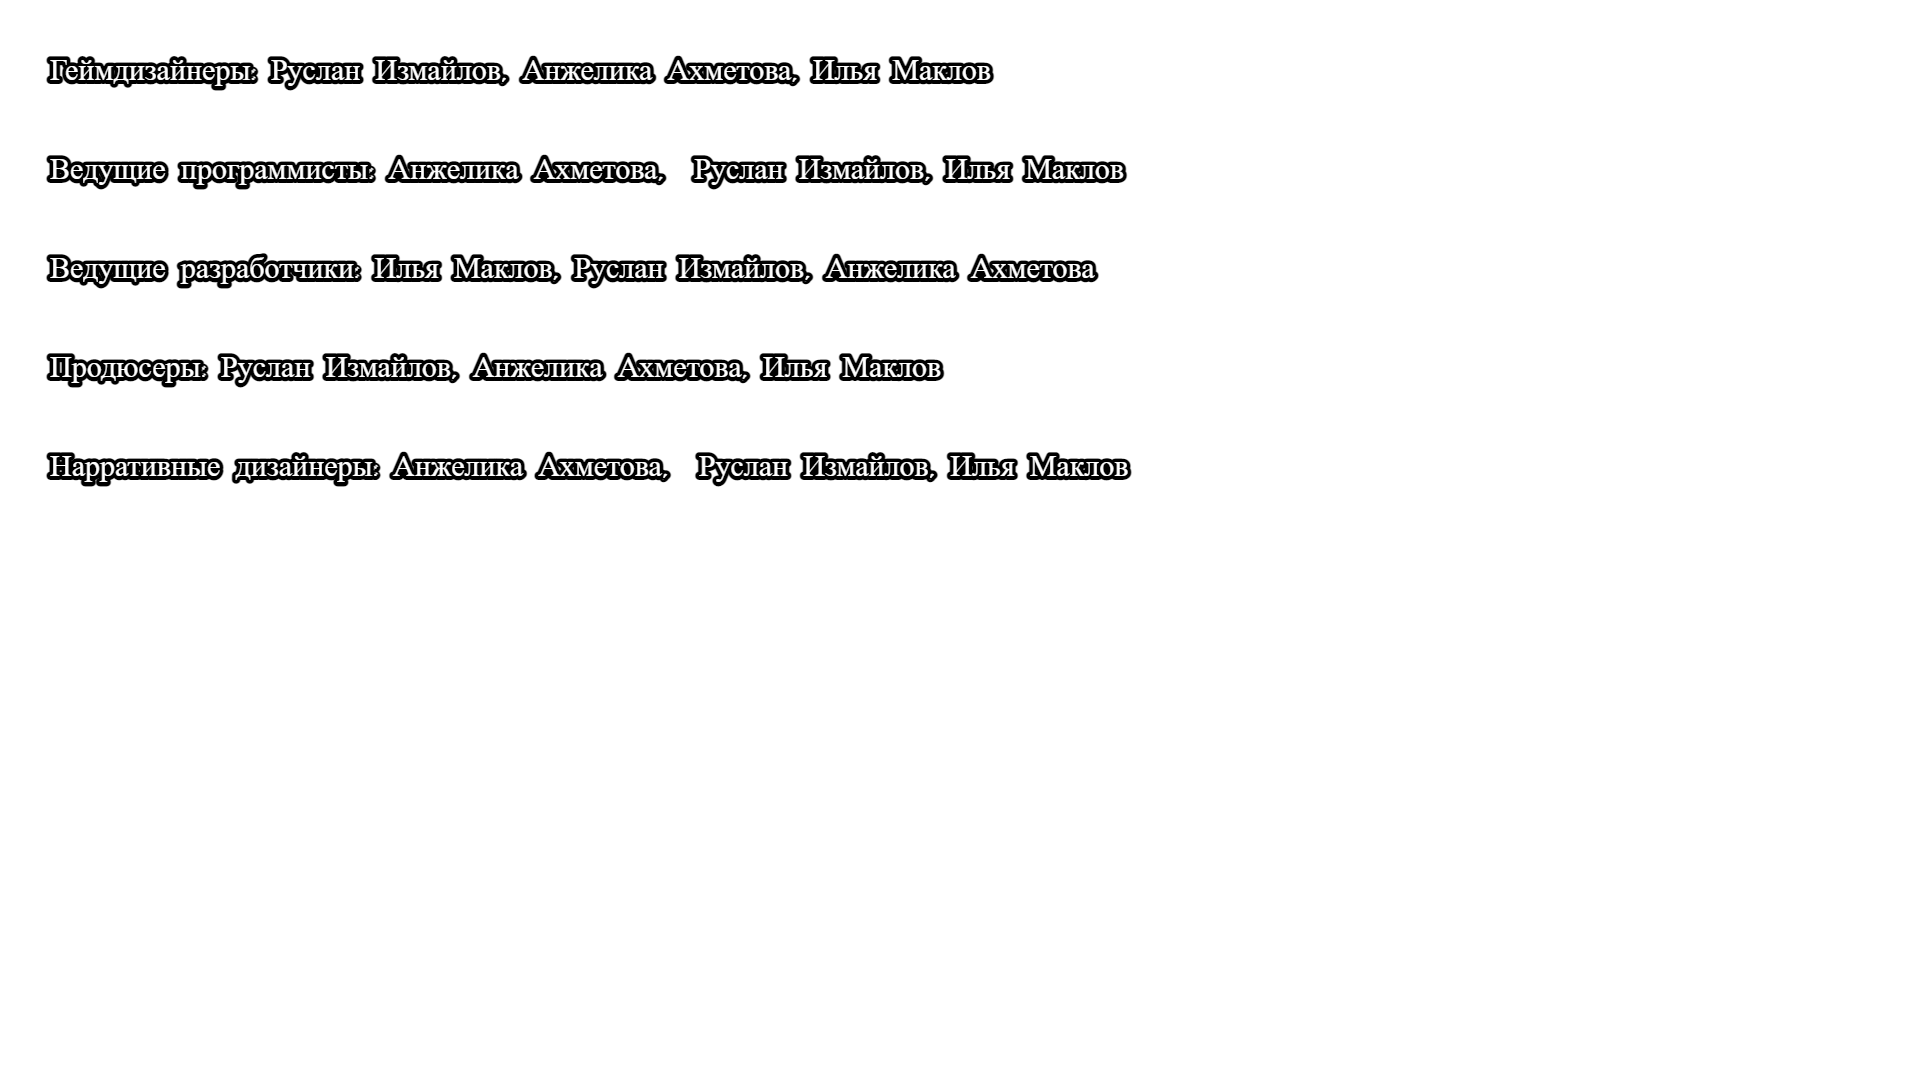 Геймдизайнеры: Руслан Измайлов, Анжелика Ахметова, Илья Маклов
Ведущие программисты: Анжелика Ахметова, Руслан Измайлов, Илья Маклов
Ведущие разработчики: Илья Маклов, Руслан Измайлов, Анжелика Ахметова
Продюсеры: Руслан Измайлов, Анжелика Ахметова, Илья Маклов
Нарративные дизайнеры: Анжелика Ахметова, Руслан Измайлов, Илья Маклов